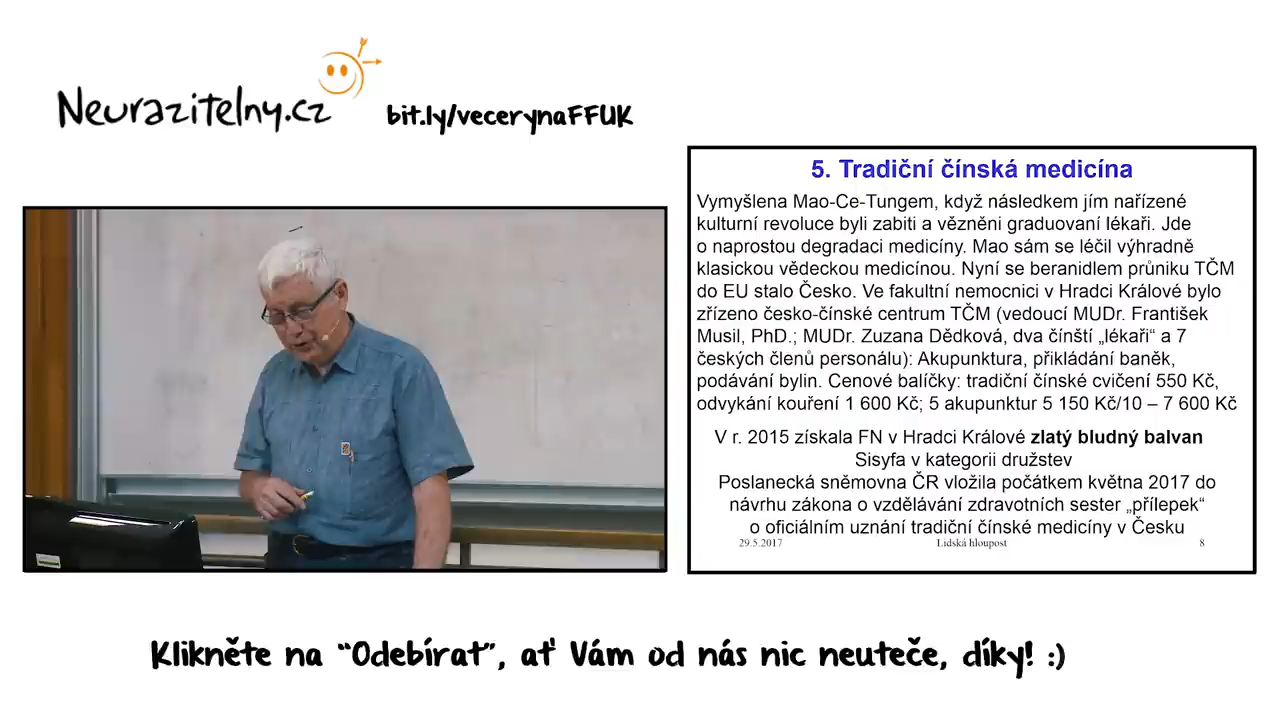 Neurazitelny.cz
bit.ly/vecerynaFFUK
5. Tradiční čínská medicína
Vymyšlena Mao-Ce-Tungem, když následkem jím nařízené
kulturní revoluce byli zabiti a vězněni graduovaní lékaři. Jde
o naprostou degradaci medicíny. Mao sám se léčil výhradně
klasickou vědeckou medicínou. Nyní se beranidlem průniku TČM
do EU stalo Česko. Ve fakultní nemocnici v Hradci Králové bylo
zřízeno česko-čínské centrum TČM (vedoucí MUDr. František
Musil, PhD.; MUDr. Zuzana Dědková, dva čínští „lékaři“ a 7
českých členů personálu): Akupunktura, přikládání baněk,
podávání bylin. Cenové balíčky: tradiční čínské cvičení 550 Kč,
odvykání kouření 1 600 Kč; 5 akupunktur 5 150 Kč/10 – 7 600 Kč
V r. 2015 získala FN v Hradci Králové zlatý bludný balvan
Sisyfa v kategorii družstev
Poslanecká sněmovna ČR vložila počátkem května 2017 do
návrhu zákona o vzdělávání zdravotních sester „přílepek“
o oficiálním uznání tradiční čínské medicíny v Česku
29.5.2017 Lidská hloupost 8
Klikněte na “Odebírat”, ať Vám od nás nic neuteče, díky! :)